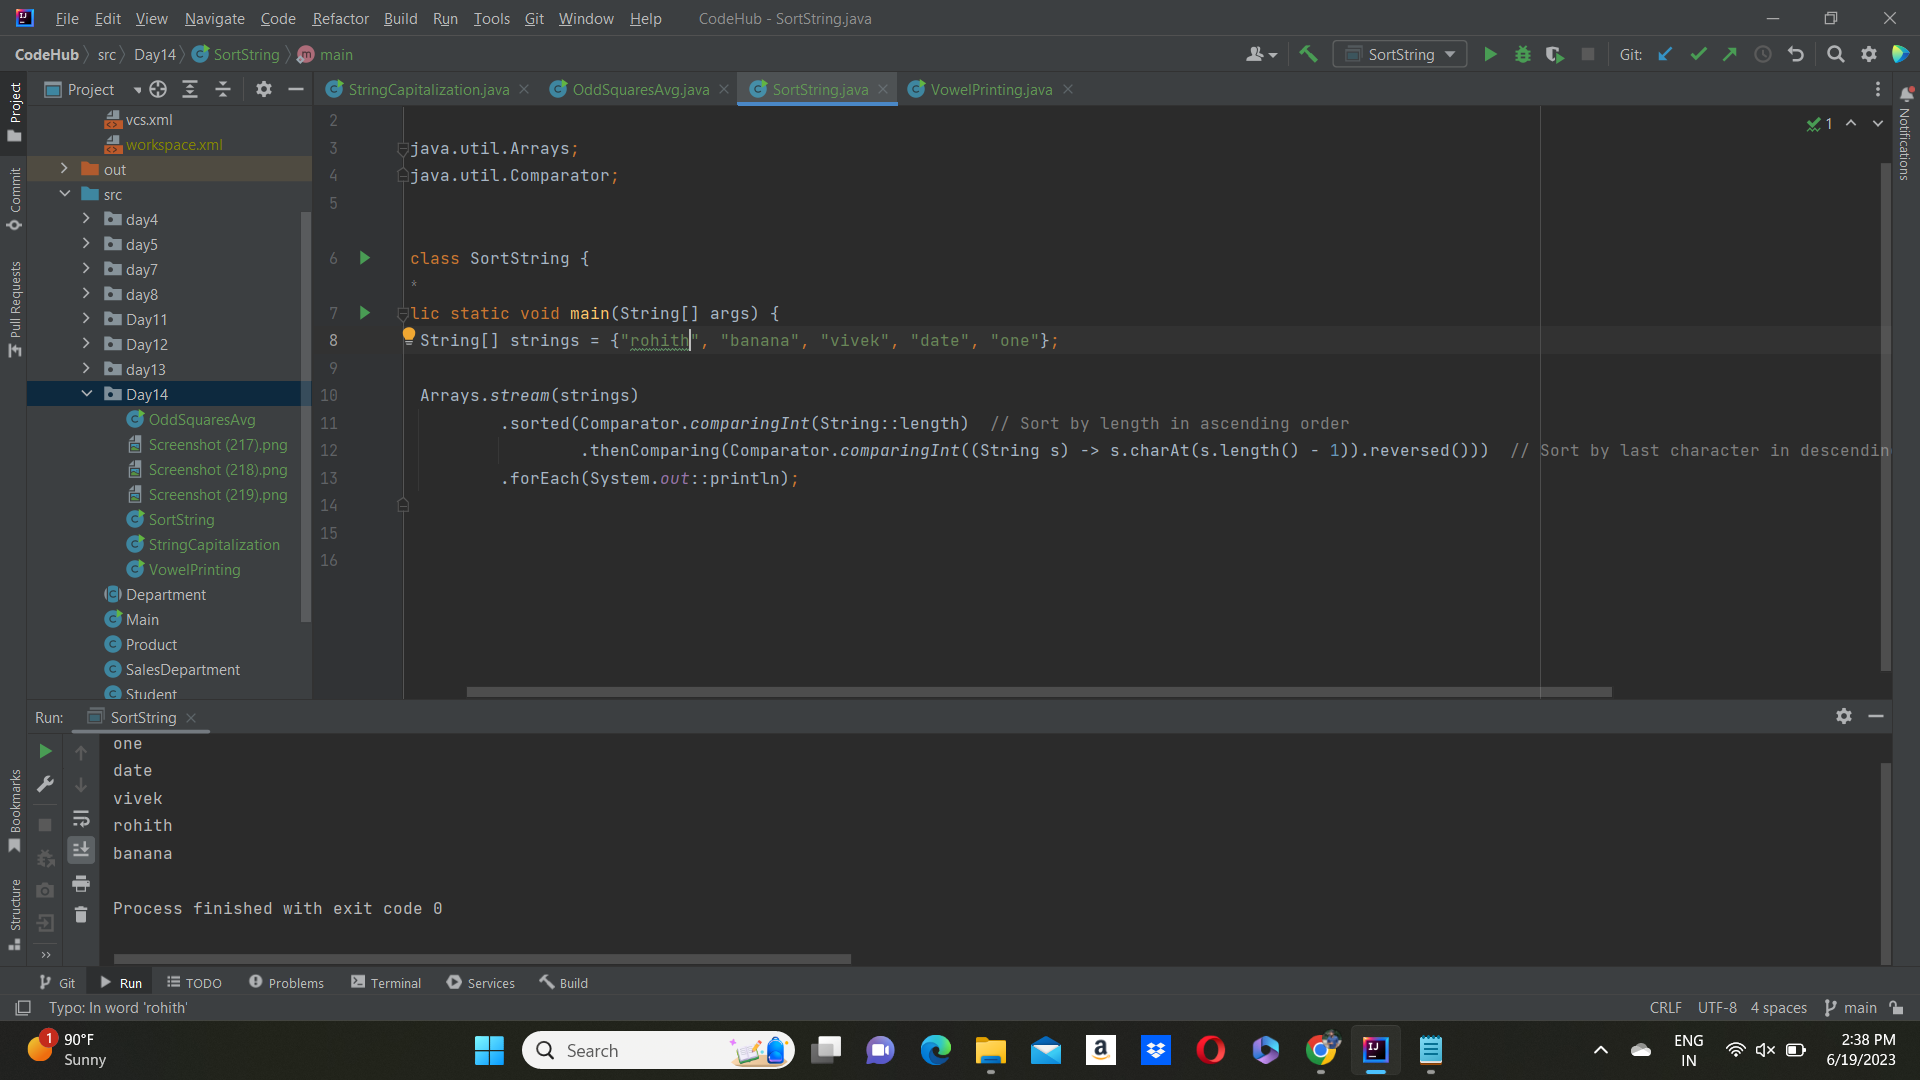 File Edit View Navigate Code Refactor Build Run Tools Git Window Help CodeHub - SortString.java
CodeHub src Day14 SortString main
SortString Git:
Project
StringCapitalization.java OddSquaresAvg.java SortString.java VowelPrinting.java
Project
Commit
Pull Requests
Bookmarks
Structure
Notifications
vcs.xml
workspace.xml
out
src
day4
day5
day7
day8
Day11
Day12
day13
Day14
OddSquaresAvg
Screenshot (217).png
Screenshot (218).png
Screenshot (219).png
SortString
StringCapitalization
VowelPrinting
Department
Main
Product
SalesDepartment
Student
1
2
3 java.util.Arrays;
4 java.util.Comparator;
5
6 class SortString {
*
7 lic static void main(String[] args) {
8 String[] strings = {"rohith", "banana", "vivek", "date", "one"};
9
10 Arrays.stream(strings)
11 .sorted(Comparator.comparingInt(String::length) // Sort by length in ascending order
12 .thenComparing(Comparator.comparingInt((String s) -> s.charAt(s.length() - 1)).reversed())) // Sort by last character in descendin
13 .forEach(System.out::println);
14
15
16
Run: SortString
one
date
vivek
rohith
banana
Process finished with exit code 0
Git Run TODO Problems Terminal Services Build
Typo: In word 'rohith' CRLF UTF-8 4 spaces main
1 90°F
Sunny
Search
ENG
IN
2:38 PM
6/19/2023